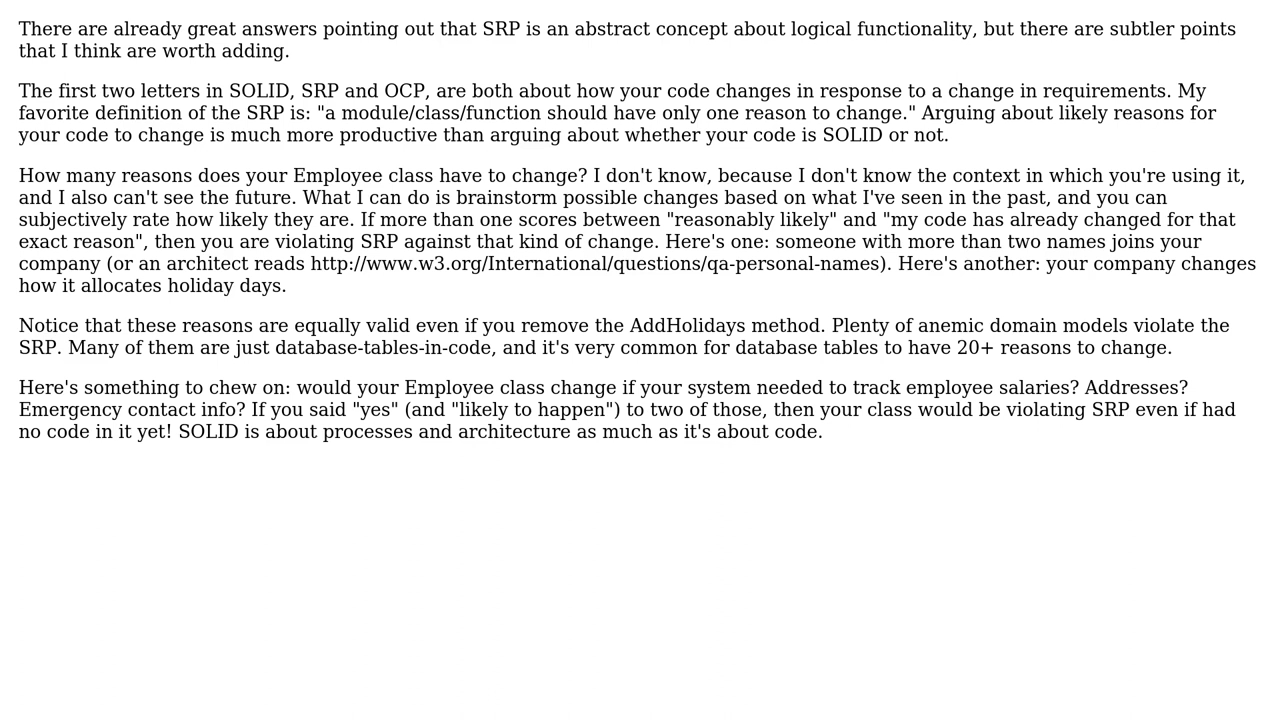 There are already great answers pointing out that SRP is an abstract concept about logical functionality, but there are subtler points
that I think are worth adding.
The first two letters in SOLID, SRP and OCP, are both about how your code changes in response to a change in requirements. My
favorite definition of the SRP is: "a module/class/function should have only one reason to change." Arguing about likely reasons for
your code to change is much more productive than arguing about whether your code is SOLID or not.
How many reasons does your Employee class have to change? I don't know, because I don't know the context in which you're using it,
and I also can't see the future. What I can do is brainstorm possible changes based on what I've seen in the past, and you can
subjectively rate how likely they are. If more than one scores between "reasonably likely" and "my code has already changed for that
exact reason", then you are violating SRP against that kind of change. Here's one: someone with more than two names joins your
company (or an architect reads http://www.w3.org/International/questions/qa-personal-names). Here's another: your company changes
how it allocates holiday days.
Notice that these reasons are equally valid even if you remove the AddHolidays method. Plenty of anemic domain models violate the
SRP. Many of them are just database-tables-in-code, and it's very common for database tables to have 20+ reasons to change.
Here's something to chew on: would your Employee class change if your system needed to track employee salaries? Addresses?
Emergency contact info? If you said "yes" (and "likely to happen") to two of those, then your class would be violating SRP even if had
no code in it yet! SOLID is about processes and architecture as much as it's about code.